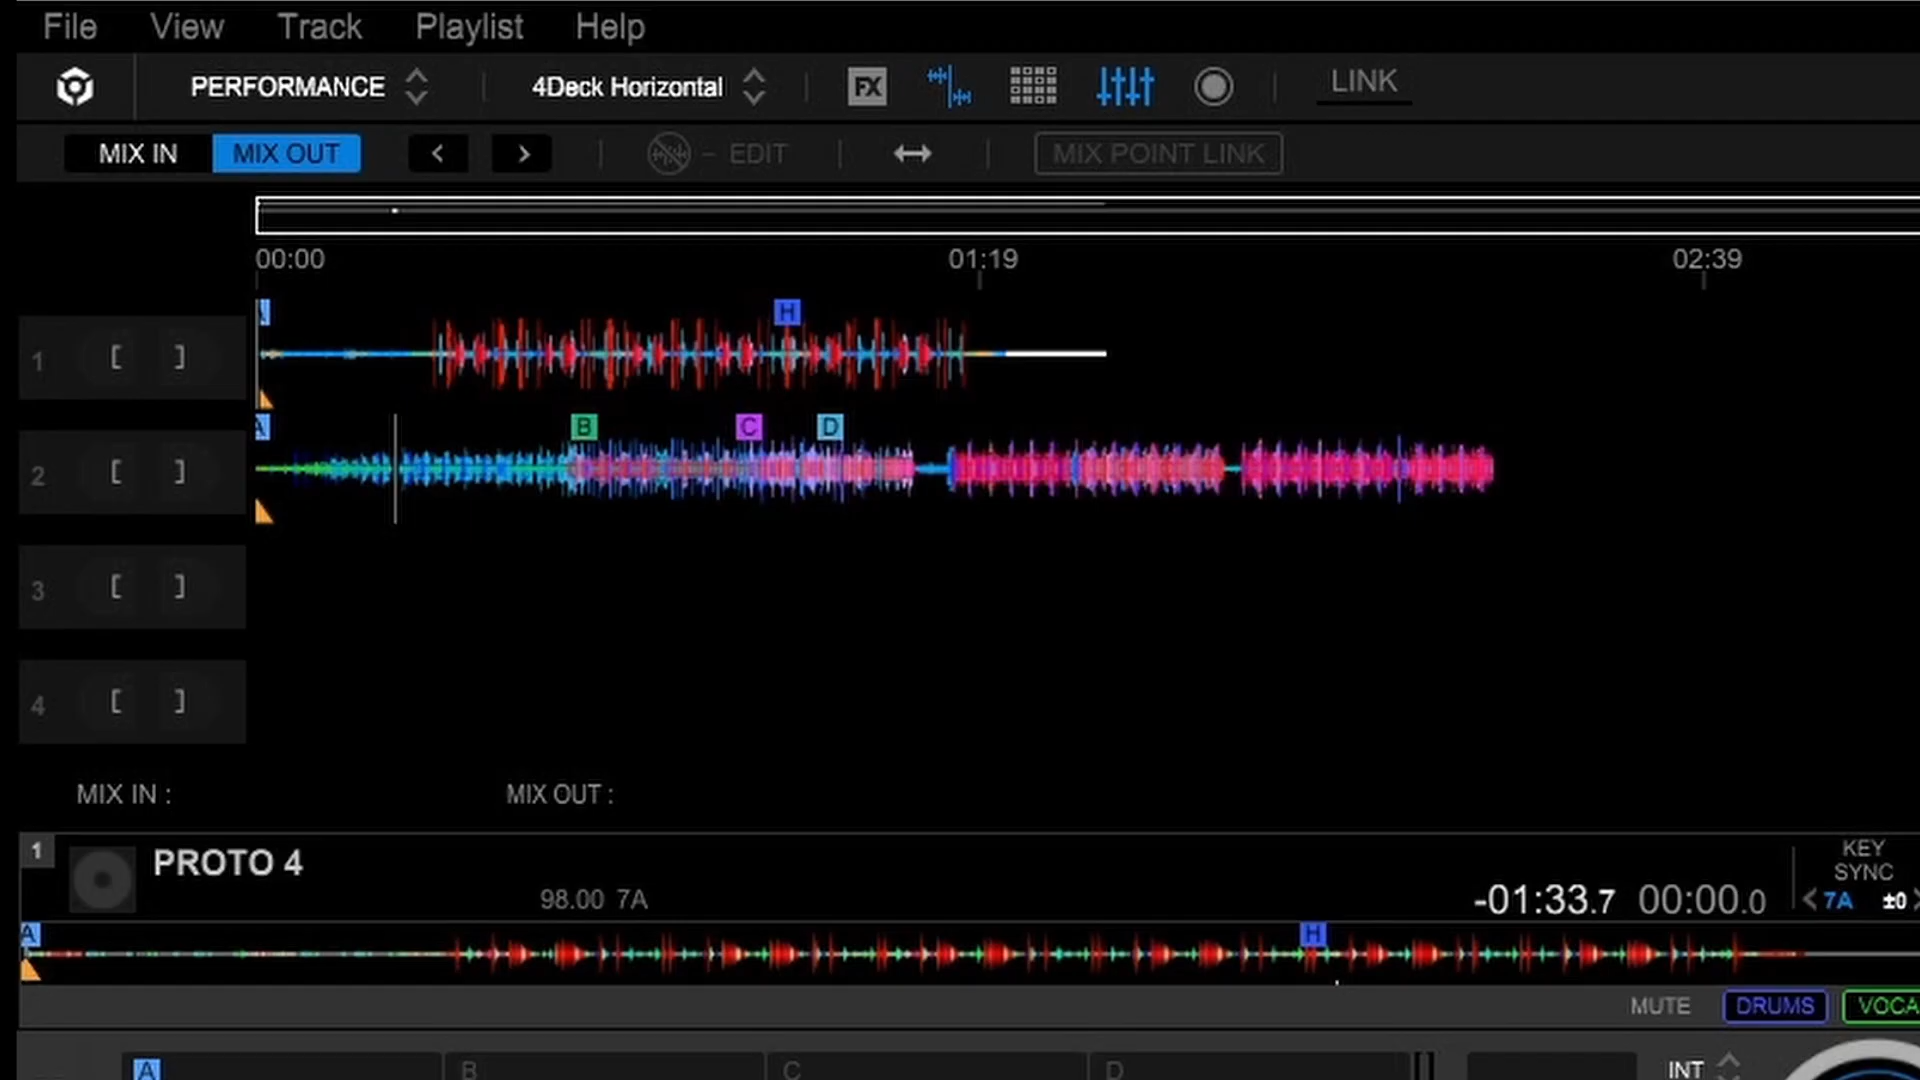 File View Track Playlist Help
PERFORMANCE 4Deck Horizontal FX LINK
MIX IN MIX OUT < > - EDIT MIX POINT LINK
00:00 01:19 02:39
H
1 [ ]
A B C D
2 [ ]
3 [ ]
4 [ ]
MIX IN : MIX OUT :
1 PROTO 4 KEY
SYNC
98.00 7A -01:33.7 00:00.0 < 7A ±0 >
A H
MUTE DRUMS VOCA
A B C D INT